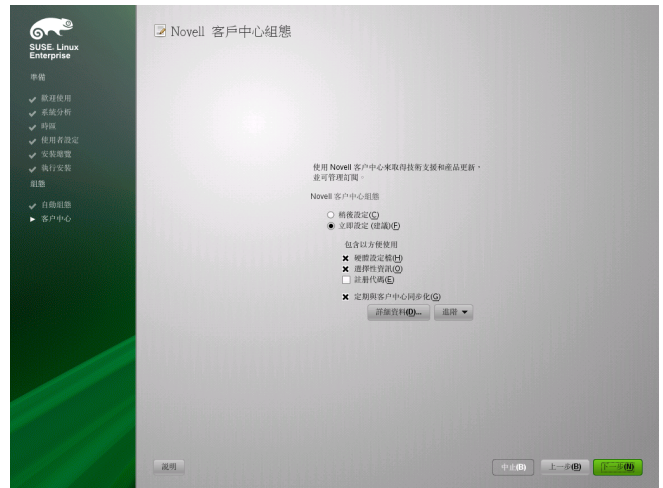 SUSE. Linux
Enterprise
準備
歡迎使用
系統分析
時區
使用者設定
安裝總覽
執行安裝
組態
自動組態
客戶中心
Novell 客戶中心組態
使用 Novell 客戶中心來取得技術支援和產品更新，
並可管理訂閱。
Novell 客戶中心組態
稍後設定(C)
立即設定 (建議)(F)
包含以方便使用
硬體設定檔(H)
選擇性資訊(O)
註冊代碼(E)
定期與客戶中心同步化(G)
詳細資料(D)...
進階
說明
中止(R)
上一步(B)
下一步(N)